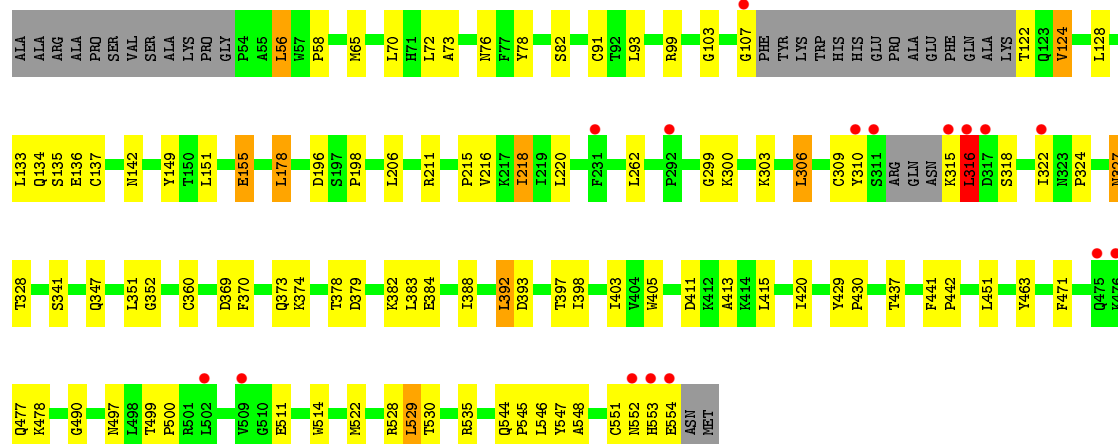 ALA ALA ARG ALA ALA PRO SER VAL SER ALA LYS PRO GLY P54 A55 L56 W57 P58 M65 L70 H71 L72 A73 N76 F77 Y78 S82 C91 T92 L93 R99 G103 G107 PHE TYR LYS TRP HIS HIS GLU PRO ALA GLU PHE GLN ALA LYS T122 Q123 V124 L128
L133 Q134 S135 E136 C137 N142 Y149 T150 L151 E155 L178 D196 S197 P198 L206 R211 P215 V216 K217 I218 I219 L220 F231 L262 P292 G299 K300 K303 L306 C309 Y310 S311 ARG GLN ASN K315 L316 D317 S318 I322 N323 P324 N327
T328 S341 Q347 L351 G352 C360 D369 F370 Q373 K374 T378 D379 K382 L383 E384 I388 L392 D393 T397 I398 I403 V404 W405 D411 K412 A413 K414 L415 I420 Y429 P430 T437 F441 P442 L451 Y463 F471 Q475 K476
Q477 K478 G490 N497 L498 T499 P500 R501 L502 V509 G510 E511 W514 M522 R528 L529 T530 R535 Q544 P545 L546 Y547 A548 C551 N552 H553 E554 ASN MET